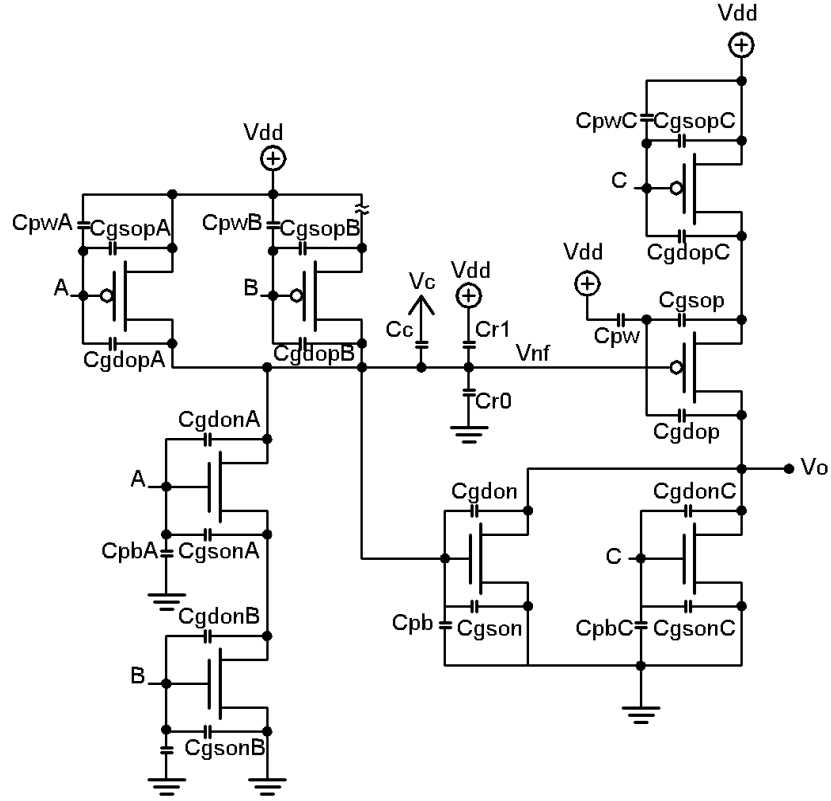 Vdd
CpwC
CgsopC
C
CgdopC
Vdd
CpwA
CgsopA
CpwB
CgsopB
A
B
CgdopA
CgdopB
Vc
Cc
Vdd
Cr1
Cr0
Vnf
Vdd
Cpw
Cgsop
Cgdop
Vo
CgdonA
A
CpbA
CgsonA
CgdonB
B
CgsonB
Cgdon
Cpb
Cgson
CgdonC
C
CpbC
CgsonC